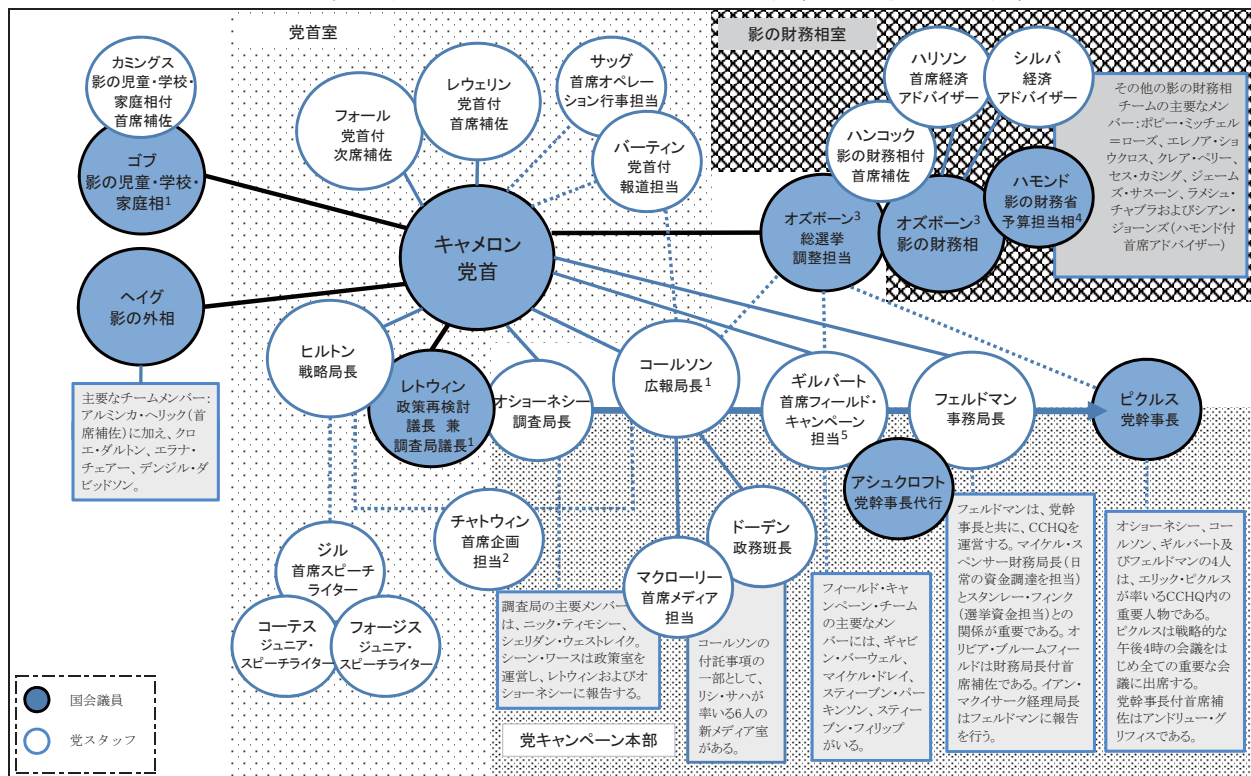 党首室
影の財務相室
カミングス
影の児童・学校・
家庭相付
首席補佐
ゴブ
影の児童・学校・
家庭相1
フォール
党首付
次席補佐
レウェリン
党首付
首席補佐
サッグ
首席オペレー
ション行事担当
バーティン
党首付
報道担当
ハリソン
首席経済
アドバイザー
シルバ
経済
アドバイザー
ハンコック
影の財務相付
首席補佐
オズボーン3
総選挙
調整担当
オズボーン3
影の財務相
ハモンド
影の財務省
予算担当相4
その他の影の財務相
チームの主要なメン
バー：ポピー・ミッチェル
＝ローズ、エレノア・ショ
ウクロス、クレア・ペリー、
セス・カミング、ジェーム
ズ・サスーン、ラメシュ・
チャブラおよびシアン・
ジョーンズ（ハモンド付
首席アドバイザー）
キャメロン
党首
ヘイグ
影の外相
主要なチームメンバー：
アルミンカ・ヘリック（首
席補佐）に加え、クロ
エ・ダルトン、エラナ・
チェアー、デンジル・ダ
ビッドソン。
ヒルトン
戦略局長
レトウィン
政策再検討
議長 兼
調査局議長1
オショーネシー
調査局長
コールソン
広報局長1
ギルバート
首席フィールド・
キャンペーン
担当5
フェルドマン
事務局長
ピクルス
党幹事長
アシュクロフト
党幹事長代行
チャトウィン
首席企画
担当2
ドーデン
政務班長
マクローリー
首席メディア
担当
ジル
首席スピーチ
ライター
コーテス
ジュニア・
スピーチライター
フォージス
ジュニア・
スピーチライター
調査局の主要メンバー
は、ニック・ティモシー、
シェリダン・ウェストレイク。
シーン・ワースは政策室を
運営し、レトウィンおよびオ
ショーネシーに報告する。
コールソンの
付託事項の
一部として、
リシ・サハが
率いる6人の
新メディア室
がある。
フィールド・キャ
ンペーン・チーム
の主要なメン
バーには、ギャビ
ン・バーウェル、
マイケル・ドレイ、
スティーブン・パー
キンソン、スティー
ブン・フィリップ
がいる。
フェルドマンは、党幹
事長と共に、CCHQを
運営する。マイケル・ス
ペンサー財務局長（日
常の資金調達を担当）
とスタンレー・フィンク
（選挙資金担当）との
関係が重要である。オ
リビア・ブルームフィー
ルドは財務局長付首
席補佐である。イアン・
マクイサーク経理局長
はフェルドマンに報告
を行う。
オショーネシー、コー
ルソン、ギルバート及
びフェルドマンの4人
は、エリック・ピクルス
が率いるCCHQ内の
重要人物である。
ピクルスは戦略的な
午後4時の会議をは
じめ全ての重要な会
議に出席する。
党幹事長付首席補
佐はアンドリュー・グ
リフィスである。
党キャンペーン本部
国会議員
党スタッフ